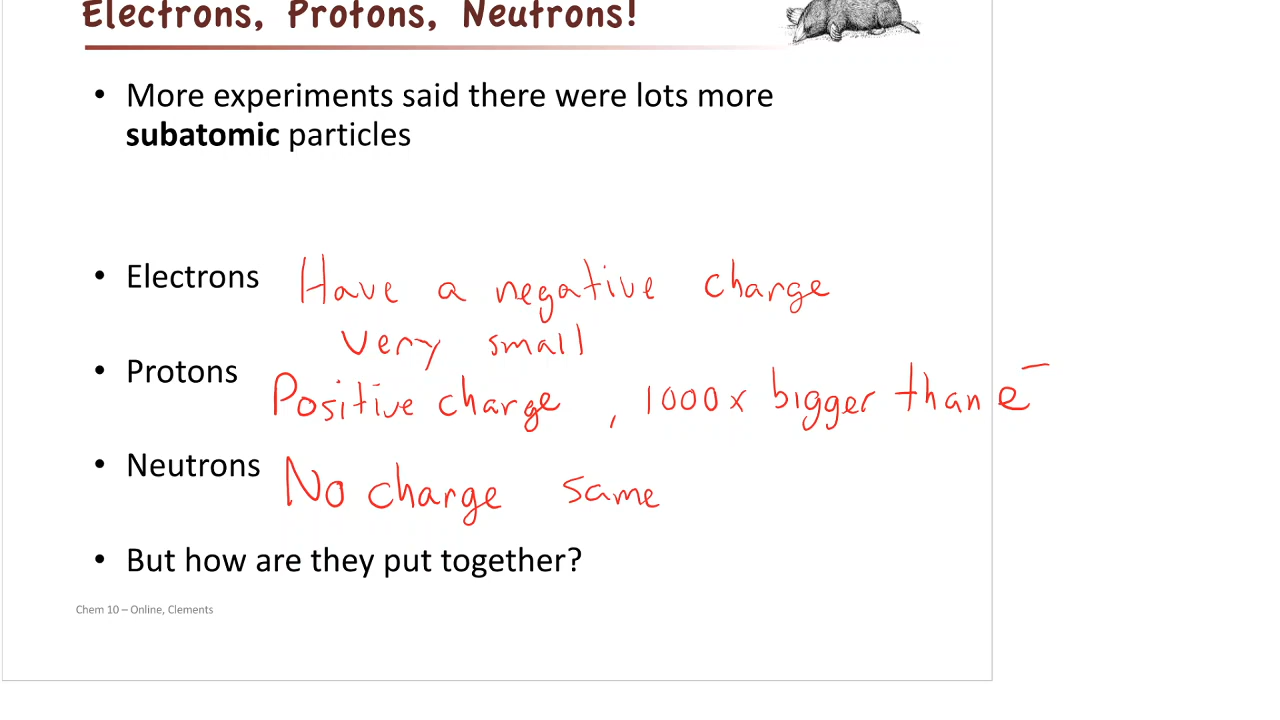 Electrons, Protons, Neutrons!
• More experiments said there were lots more
subatomic particles
• Electrons Have a negative charge
very small
• Protons Positive charge , 1000x bigger than e⁻
• Neutrons No charge same
• But how are they put together?
Chem 10 – Online, Clements